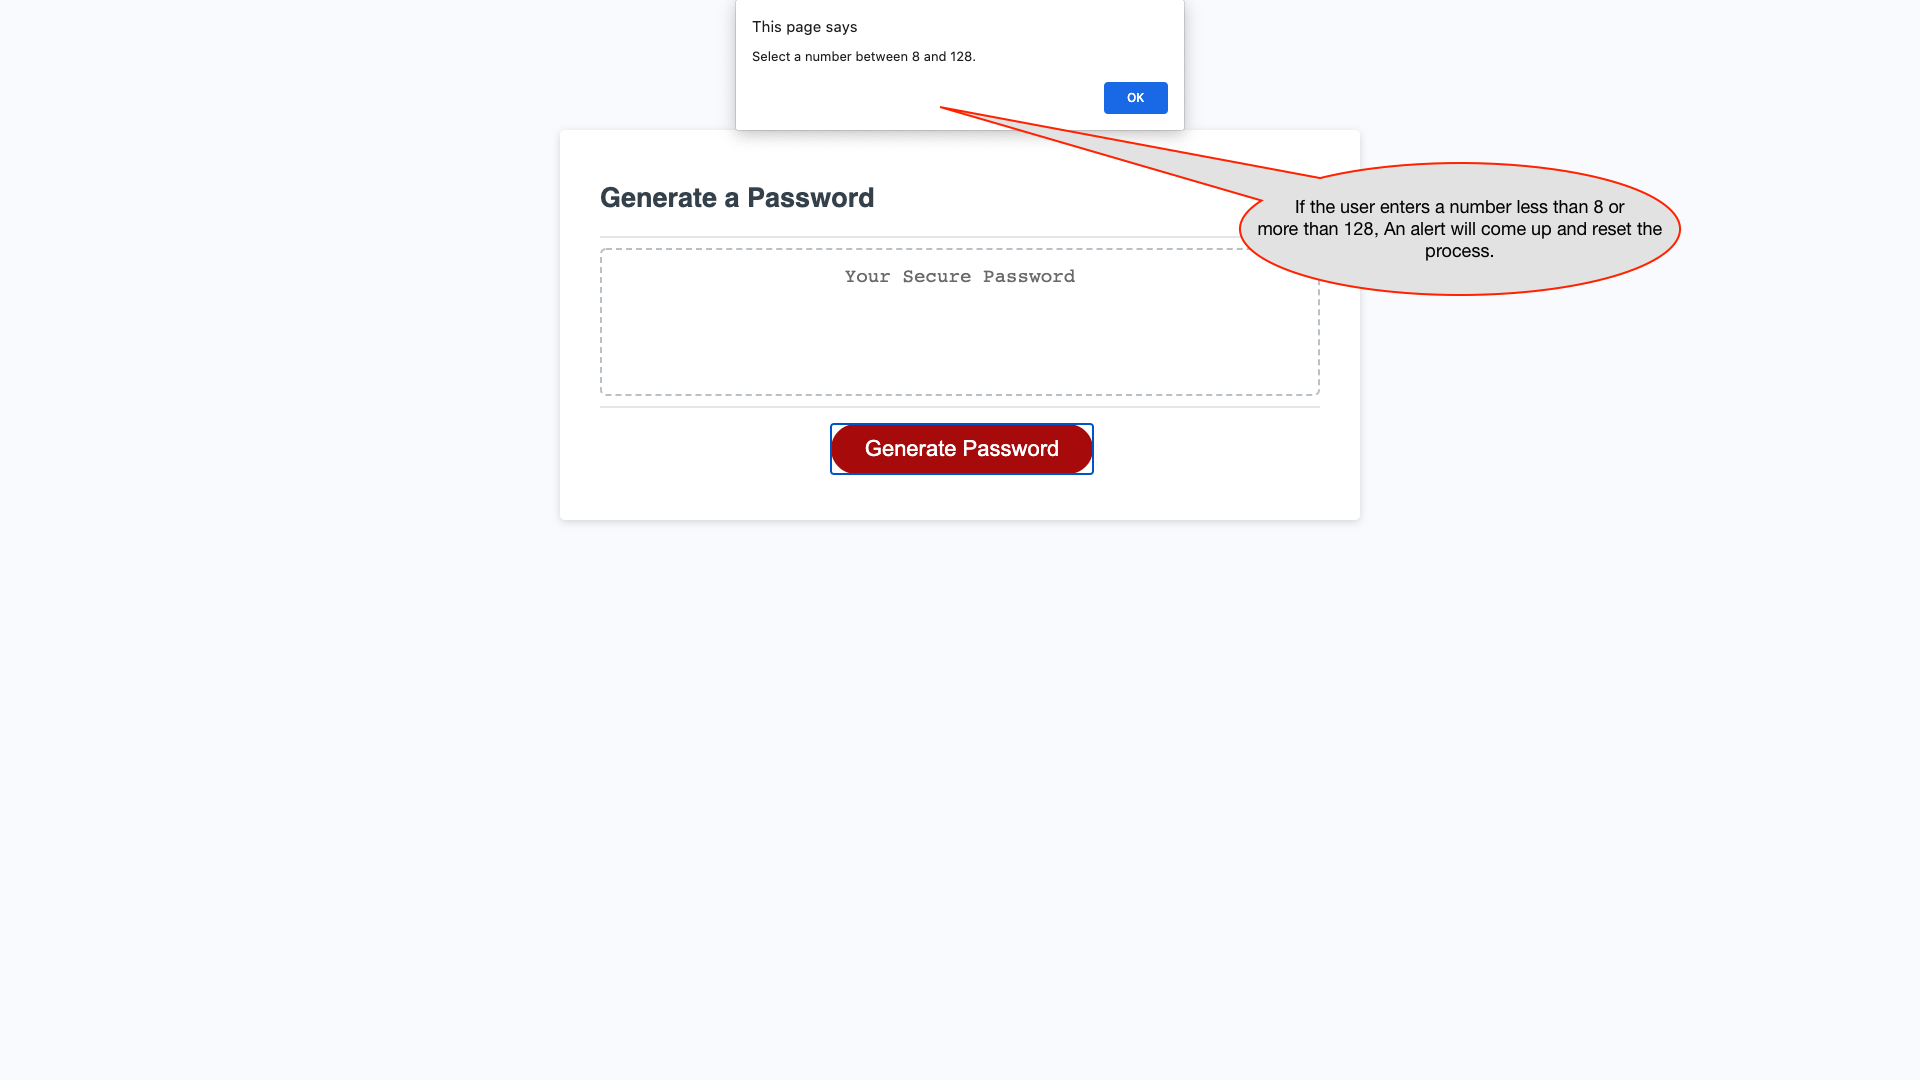 This page says
Select a number between 8 and 128.
OK
Generate a Password
If the user enters a number less than 8 or
more than 128, An alert will come up and reset the
process.
Your Secure Password
Generate Password